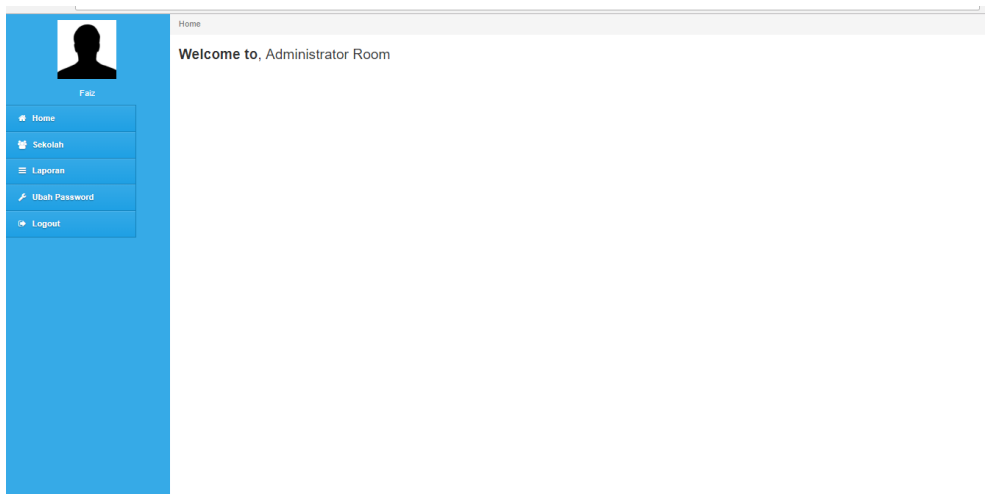 Faiz
Home
Sekolah
Laporan
Ubah Password
Logout
Home
Welcome to, Administrator Room